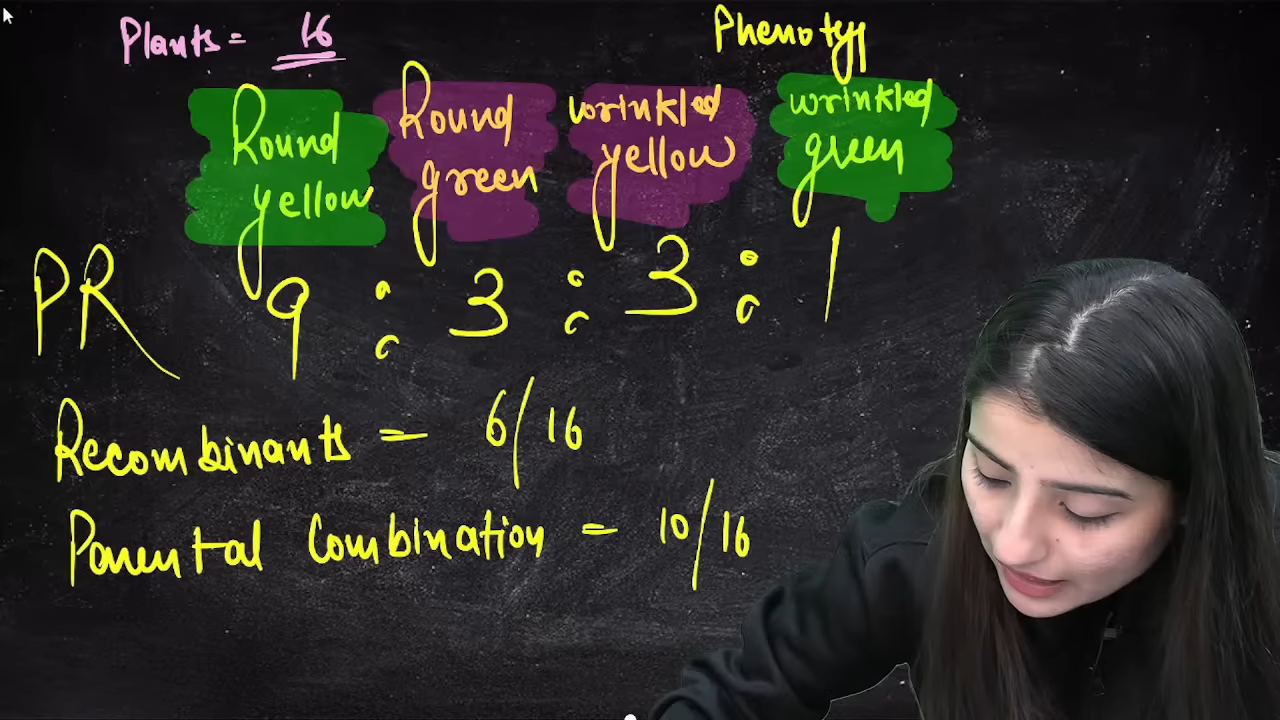 Plants = 16
Phenotyp
Round yellow
Round green
wrinkled yellow
wrinkled green
PR 9 : 3 : 3 : 1
Recombinants = 6/16
Parental Combination = 10/16